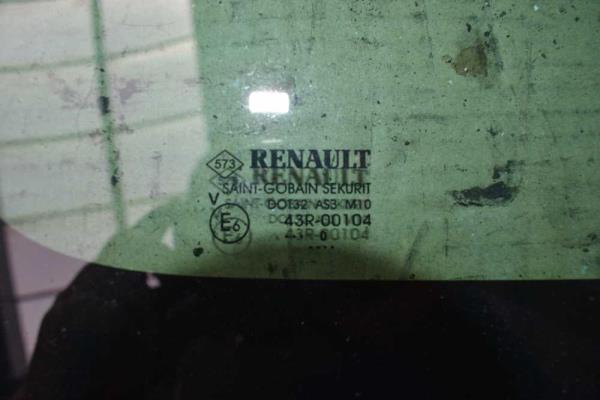 573 RENAULT
SAINT-GOBAIN SEKURIT
V DOT32 AS3 M10
E6 43R-00104